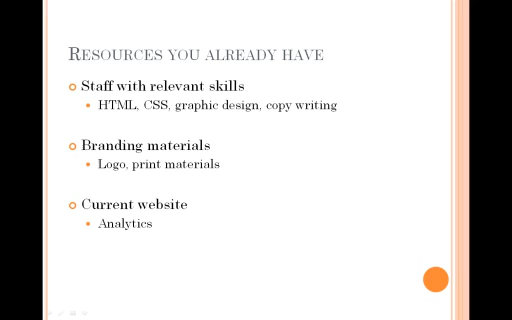 Resources you already have
Staff with relevant skills
HTML, CSS, graphic design, copy writing
Branding materials
Logo, print materials
Current website
Analytics